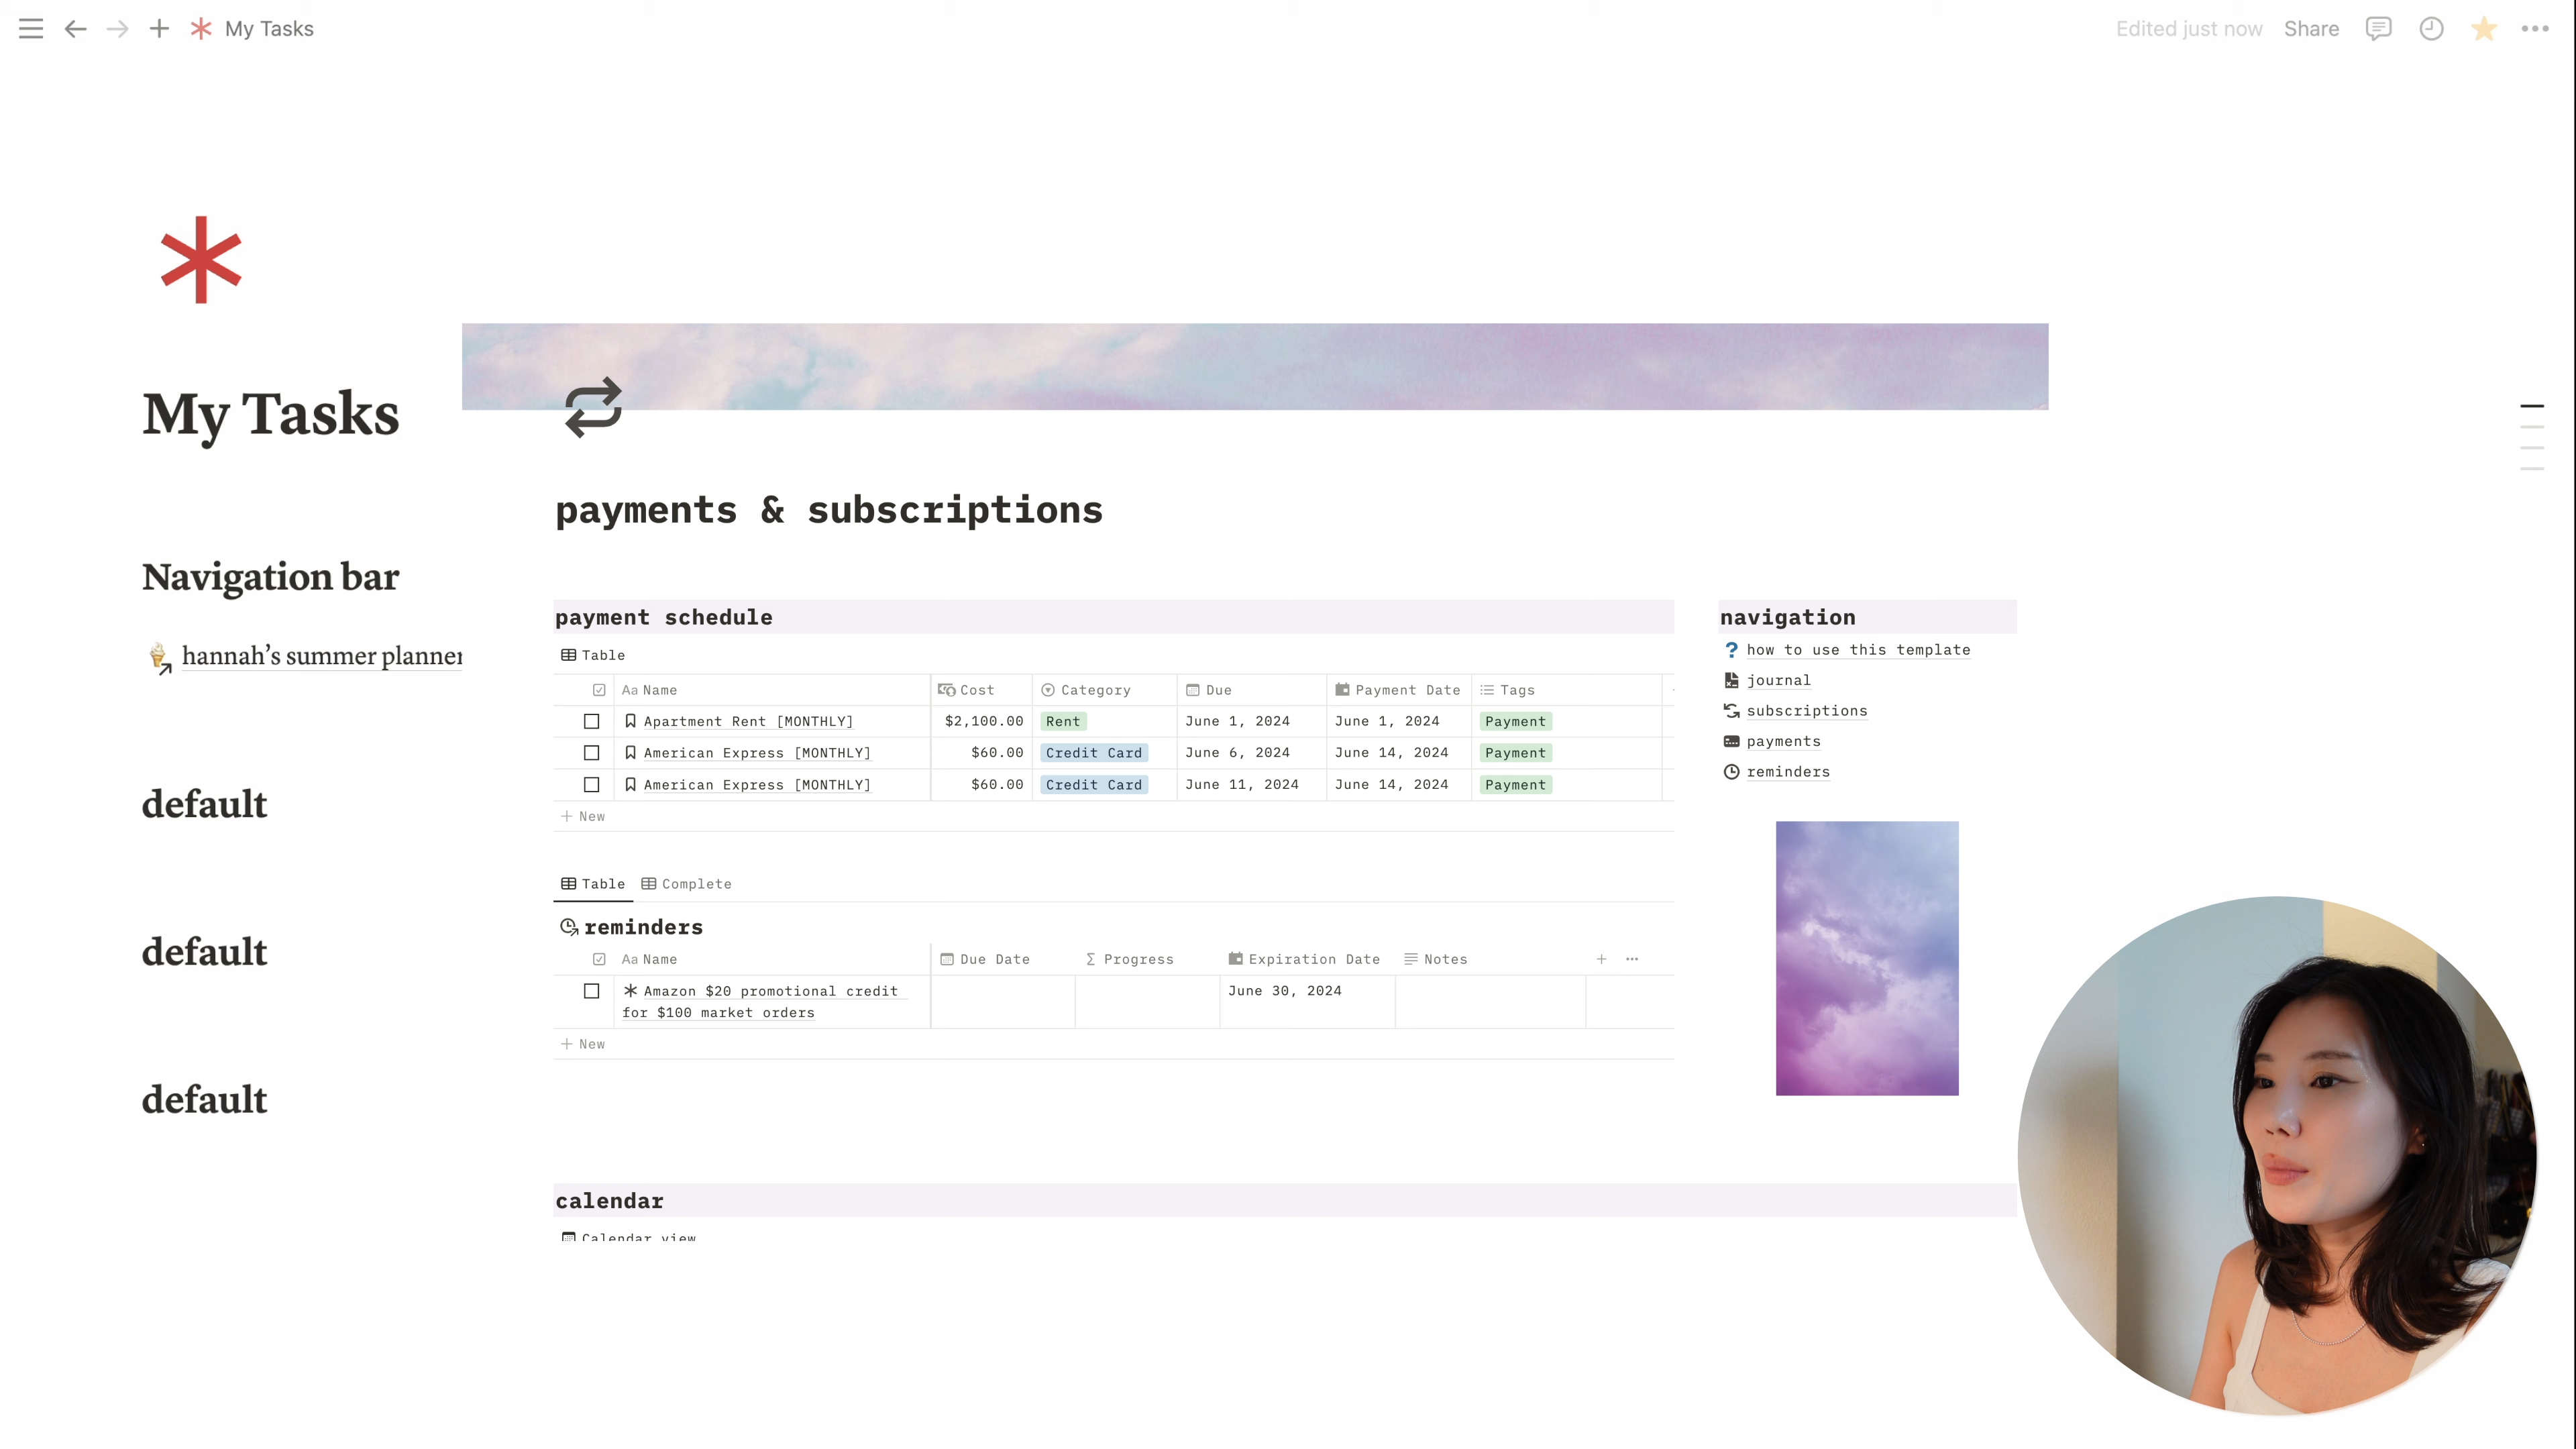 My Tasks
Edited just now Share
My Tasks
Navigation bar
hannah's summer planner
default
default
default
payments & subscriptions
payment schedule
Table
Aa Name Cost Category Due Payment Date Tags
Apartment Rent [MONTHLY] $2,100.00 Rent June 1, 2024 June 1, 2024 Payment
American Express [MONTHLY] $60.00 Credit Card June 6, 2024 June 14, 2024 Payment
American Express [MONTHLY] $60.00 Credit Card June 11, 2024 June 14, 2024 Payment
+ New
Table Complete
reminders
Aa Name Due Date Σ Progress Expiration Date Notes
Amazon $20 promotional credit June 30, 2024
for $100 market orders
+ New
navigation
? how to use this template
journal
subscriptions
payments
reminders
calendar
Calendar view